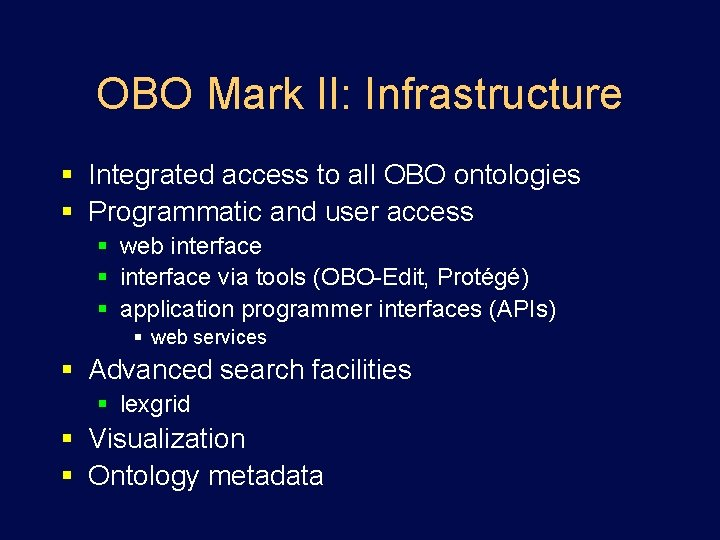 OBO Mark II: Infrastructure
▪ Integrated access to all OBO ontologies
▪ Programmatic and user access
▪ web interface
▪ interface via tools (OBO-Edit, Protégé)
▪ application programmer interfaces (APIs)
▪ web services
▪ Advanced search facilities
▪ lexgrid
▪ Visualization
▪ Ontology metadata